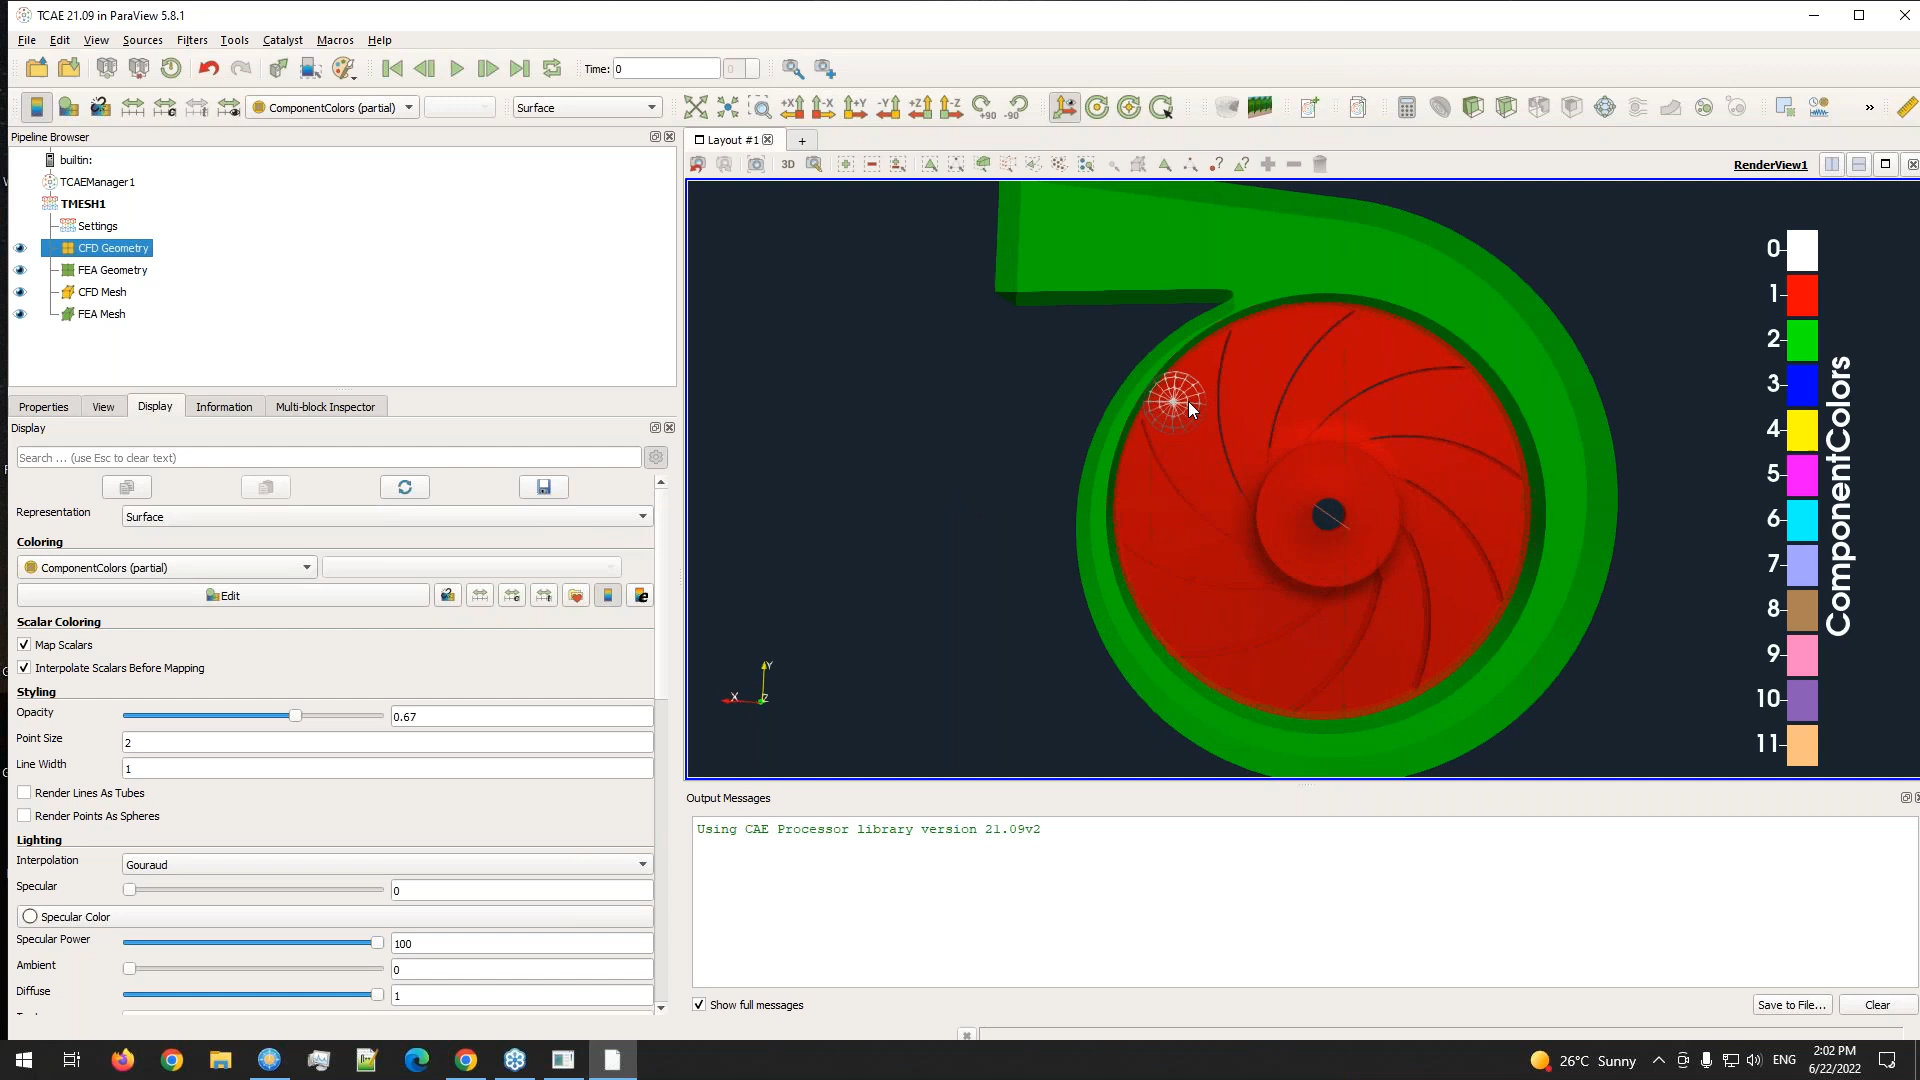 TCAE 21.09 in ParaView 5.8.1
File Edit View Sources Filters Tools Catalyst Macros Help
Time: 0 0
ComponentColors (partial) Surface +X -X +Y -Y +Z -Z +90 -90 »
Pipeline Browser
builtin:
TCAEManager1
TMESH1
Settings
CFD Geometry
FEA Geometry
CFD Mesh
FEA Mesh
Properties View Display Information Multi-block Inspector
Display
Search ... (use Esc to clear text)
Representation Surface
Coloring
ComponentColors (partial)
Edit
Scalar Coloring
Map Scalars
Interpolate Scalars Before Mapping
Styling
Opacity 0.67
Point Size 2
Line Width 1
Render Lines As Tubes
Render Points As Spheres
Lighting
Interpolation Gouraud
Specular 0
Specular Color
Specular Power 100
Ambient 0
Diffuse 1
Layout #1 +
3D RenderView1
0
1
2
3
4
5
6
7
8
9
10
11
ComponentColors
Y
X Z
Output Messages
Using CAE Processor library version 21.09v2
Show full messages Save to File... Clear
26°C Sunny ENG 2:02 PM
6/22/2022